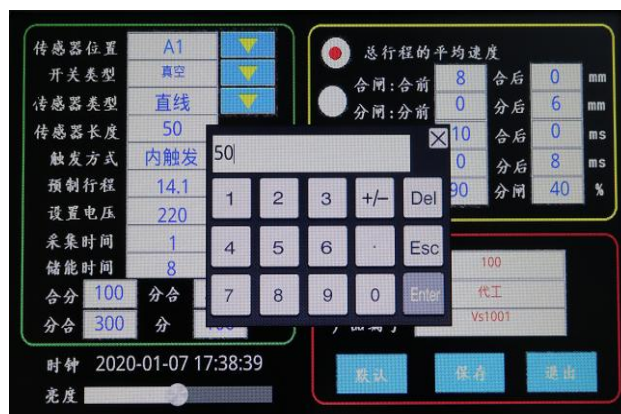 传感器位置 A1
开关类型 真空
传感器类型 直线
传感器长度 50
触发方式 内触发
预制行程 14.1
设置电压 220
采集时间 1
储能时间 8
合分 100 分合
分合 300 分
时钟 2020-01-07 17:38:39
亮度
总行程的平均速度
合闸:合前 8 合后 0 mm
分闸:分前 0 分后 6 mm
10 合后 0 ms
0 分后 8 ms
90 分闸 40 %
50
1 2 3 +/- Del
4 5 6 . Esc
7 8 9 0 Enter
100
代工
Vs1001
默认 保存 退出